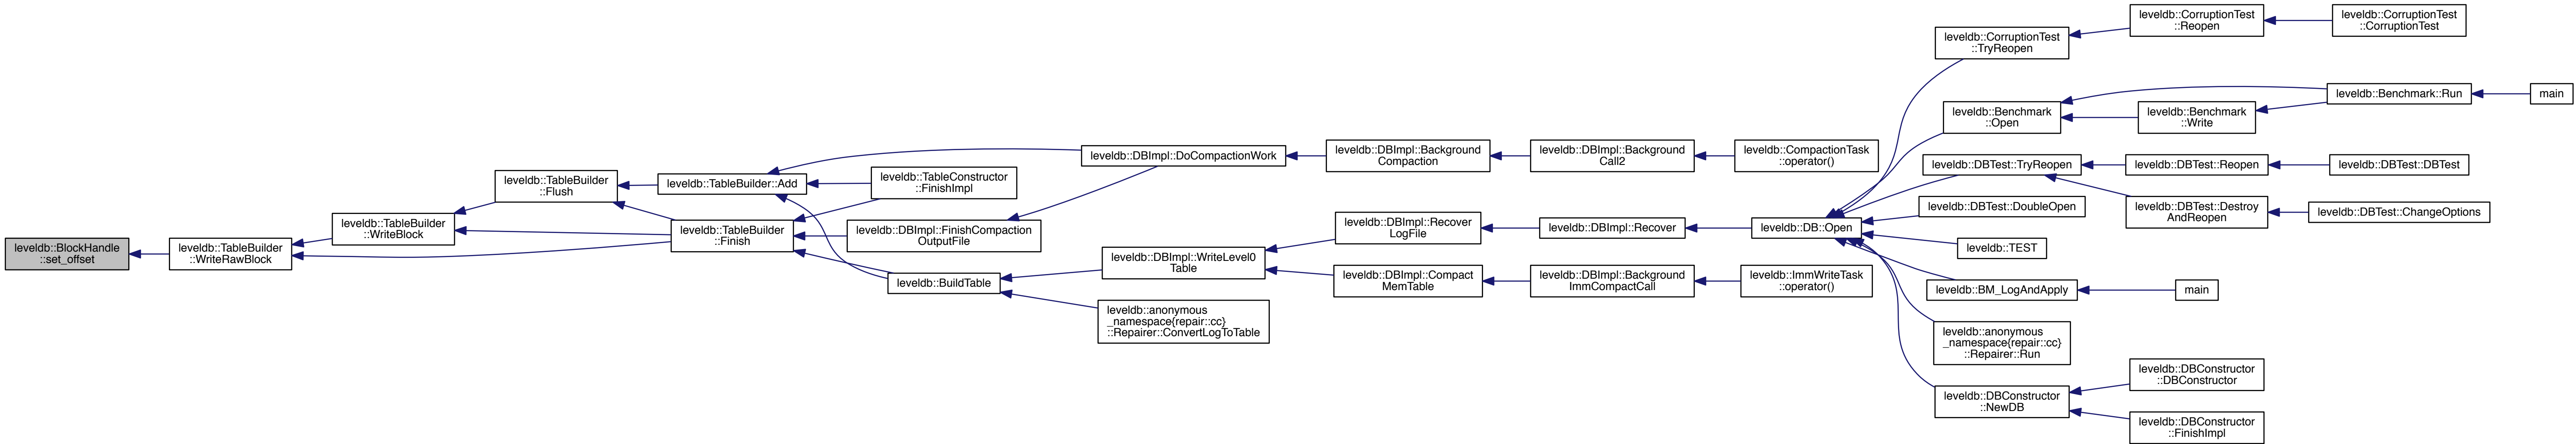 leveldb::BlockHandle
::set_offset
leveldb::TableBuilder
::WriteRawBlock
leveldb::TableBuilder
::WriteBlock
leveldb::TableBuilder
::Flush
leveldb::TableBuilder::Add
leveldb::TableBuilder
::Finish
leveldb::TableConstructor
::FinishImpl
leveldb::DBImpl::FinishCompaction
OutputFile
leveldb::BuildTable
leveldb::DBImpl::DoCompactionWork
leveldb::DBImpl::WriteLevel0
Table
leveldb::anonymous
_namespace{repair::cc}
::Repairer::ConvertLogToTable
leveldb::DBImpl::Background
Compaction
leveldb::DBImpl::Recover
LogFile
leveldb::DBImpl::Compact
MemTable
leveldb::DBImpl::Background
Call2
leveldb::DBImpl::Recover
leveldb::DBImpl::Background
ImmCompactCall
leveldb::CompactionTask
::operator()
leveldb::DB::Open
leveldb::ImmWriteTask
::operator()
leveldb::CorruptionTest
::TryReopen
leveldb::Benchmark
::Open
leveldb::DBTest::TryReopen
leveldb::DBTest::DoubleOpen
leveldb::TEST
leveldb::BM_LogAndApply
leveldb::anonymous
_namespace{repair::cc}
::Repairer::Run
leveldb::DBConstructor
::NewDB
leveldb::CorruptionTest
::Reopen
leveldb::Benchmark
::Write
leveldb::DBTest::Reopen
leveldb::DBTest::Destroy
AndReopen
main
leveldb::DBConstructor
::DBConstructor
leveldb::DBConstructor
::FinishImpl
leveldb::CorruptionTest
::CorruptionTest
leveldb::Benchmark::Run
leveldb::DBTest::DBTest
leveldb::DBTest::ChangeOptions
main